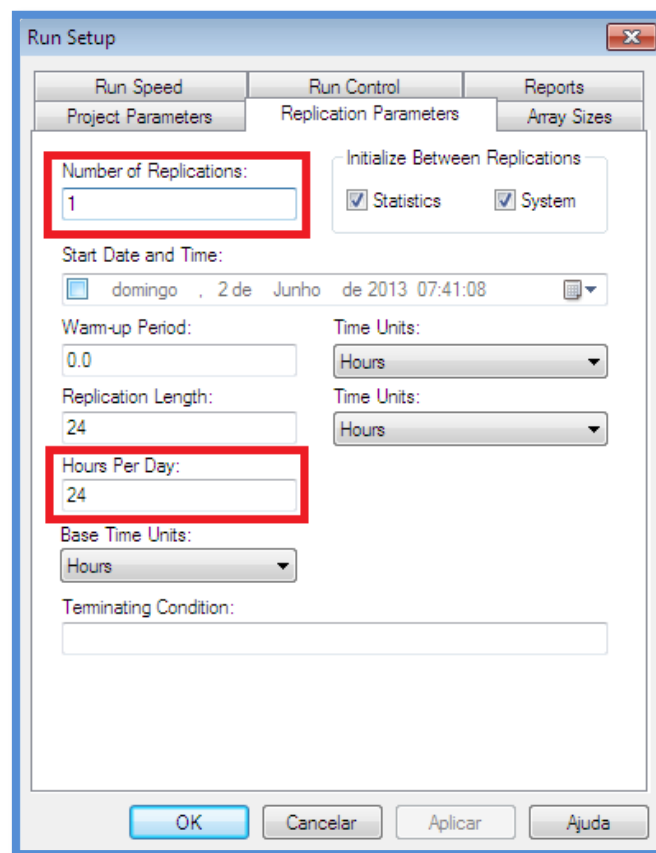 Run Setup
Run Speed Run Control Reports
Project Parameters Replication Parameters Array Sizes
Number of Replications:
1
Initialize Between Replications
Statistics System
Start Date and Time:
domingo , 2 de Junho de 2013 07:41:08
Warm-up Period: Time Units:
0.0 Hours
Replication Length: Time Units:
24 Hours
Hours Per Day:
24
Base Time Units:
Hours
Terminating Condition:
OK Cancelar Aplicar Ajuda